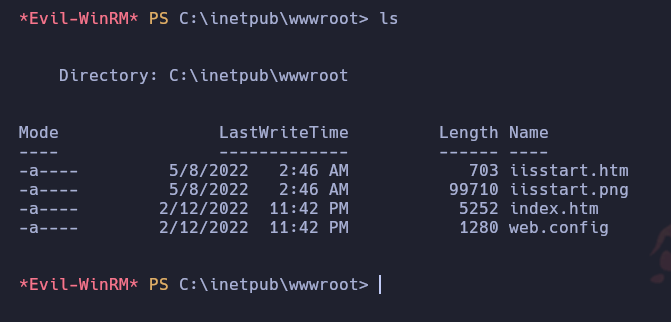 *Evil-WinRM* PS C:\inetpub\wwwroot> ls
Directory: C:\inetpub\wwwroot
Mode                LastWriteTime         Length Name
----                -------------         ------ ----
-a----         5/8/2022   2:46 AM            703 iisstart.htm
-a----         5/8/2022   2:46 AM          99710 iisstart.png
-a----        2/12/2022  11:42 PM           5252 index.htm
-a----        2/12/2022  11:42 PM           1280 web.config
*Evil-WinRM* PS C:\inetpub\wwwroot>